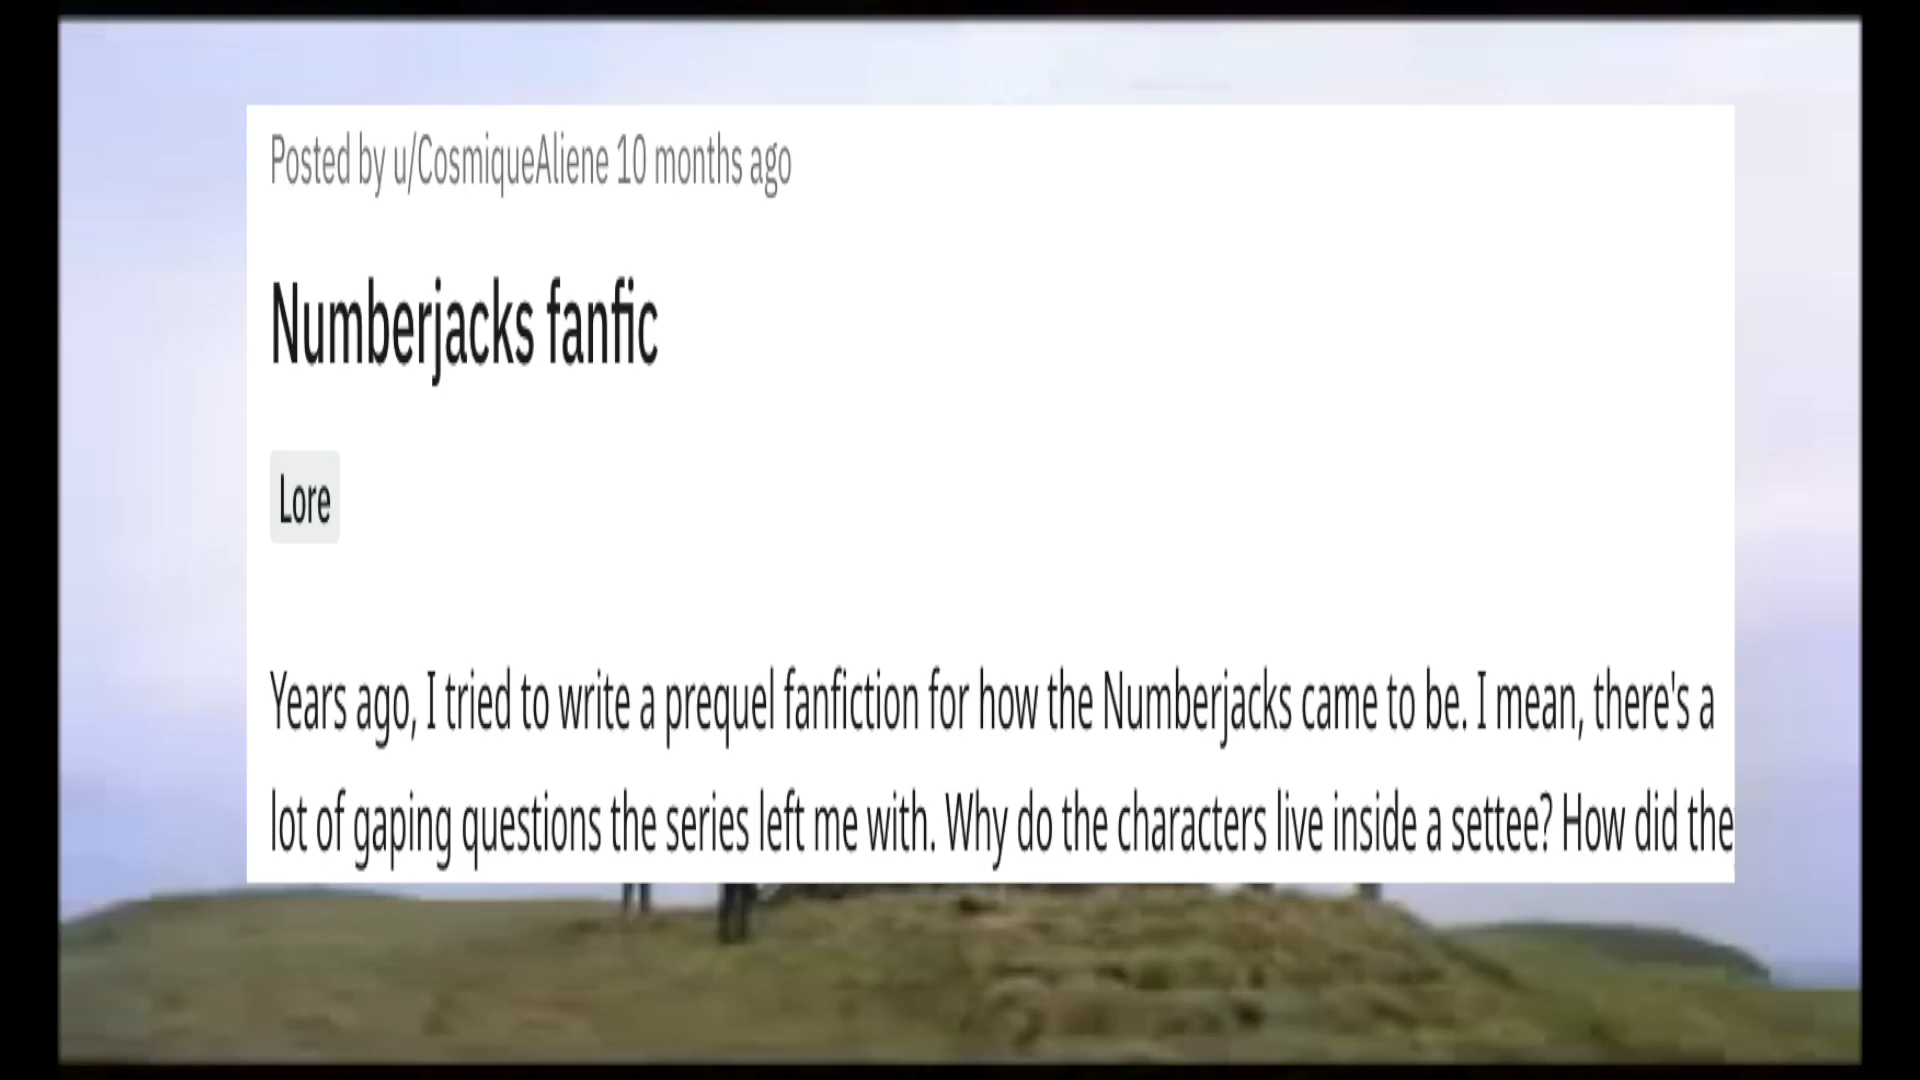 Posted by u/CosmiqueAliene 10 months ago
Numberjacks fanfic
Lore
Years ago, I tried to write a prequel fanfiction for how the Numberjacks came to be. I mean, there's a
lot of gaping questions the series left me with. Why do the characters live inside a settee? How did the